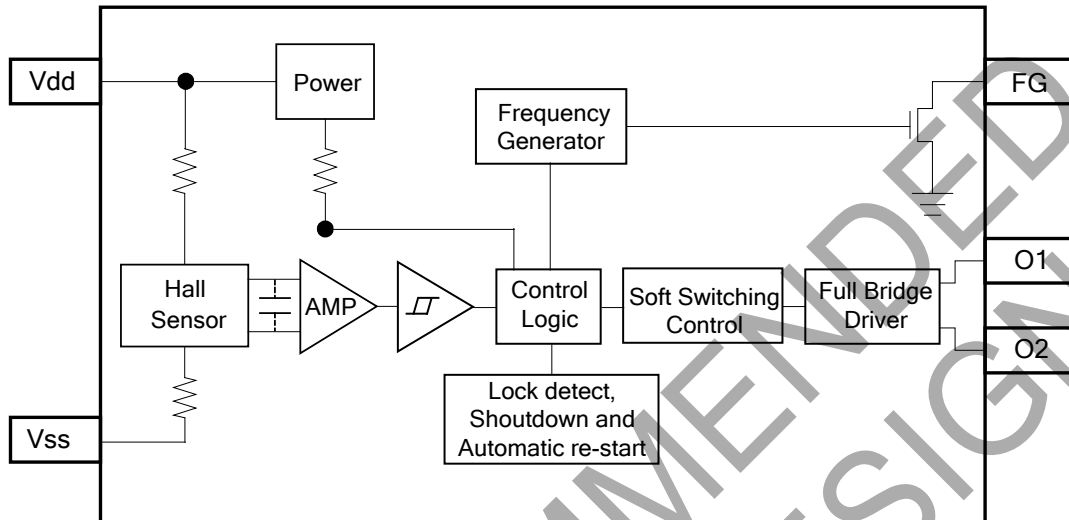 Vdd
Power
Frequency
Generator
FG
Hall
Sensor
AMP
Control
Logic
Soft Switching
Control
Full Bridge
Driver
O1
O2
Lock detect,
Shoutdown and
Automatic re-start
Vss